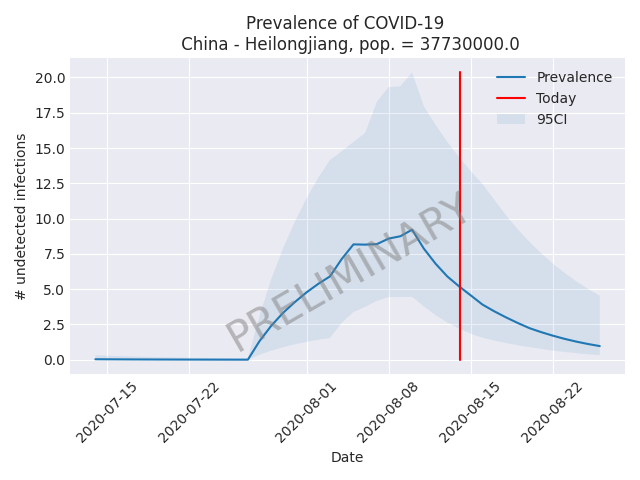 Prevalence of COVID-19
China - Heilongjiang, pop. = 37730000.0
20.0
17.5
15.0
12.5
10.0
7.5
5.0
2.5
0.0
# undetected infections
Prevalence
Today
95CI
PRELIMINARY
2020-07-15
2020-07-22
2020-08-01
2020-08-08
2020-08-15
2020-08-22
Date